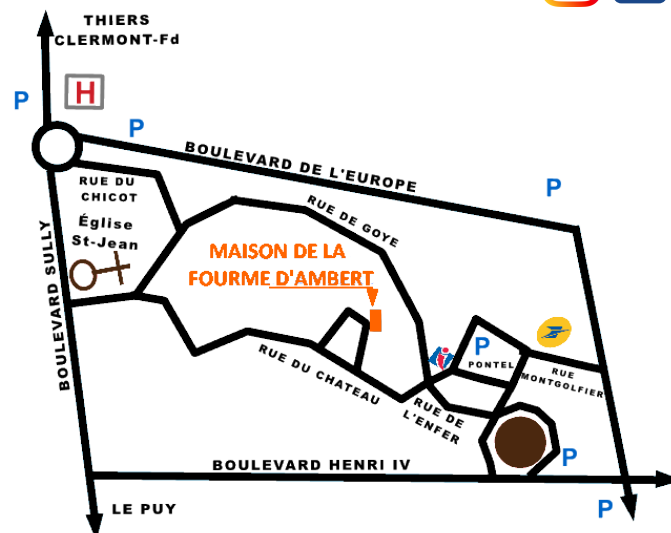 THIERS
CLERMONT-Fd
P
H
P
BOULEVARD DE L'EUROPE
P
RUE DU
CHICOT
RUE DE GOYE
Église
St-Jean
MAISON DE LA
FOURME D'AMBERT
BOULEVARD SULLY
P
PONTEL
RUE
MONTGOLFIER
RUE DU CHATEAU
RUE DE
L'ENFER
BOULEVARD HENRI IV
P
P
LE PUY